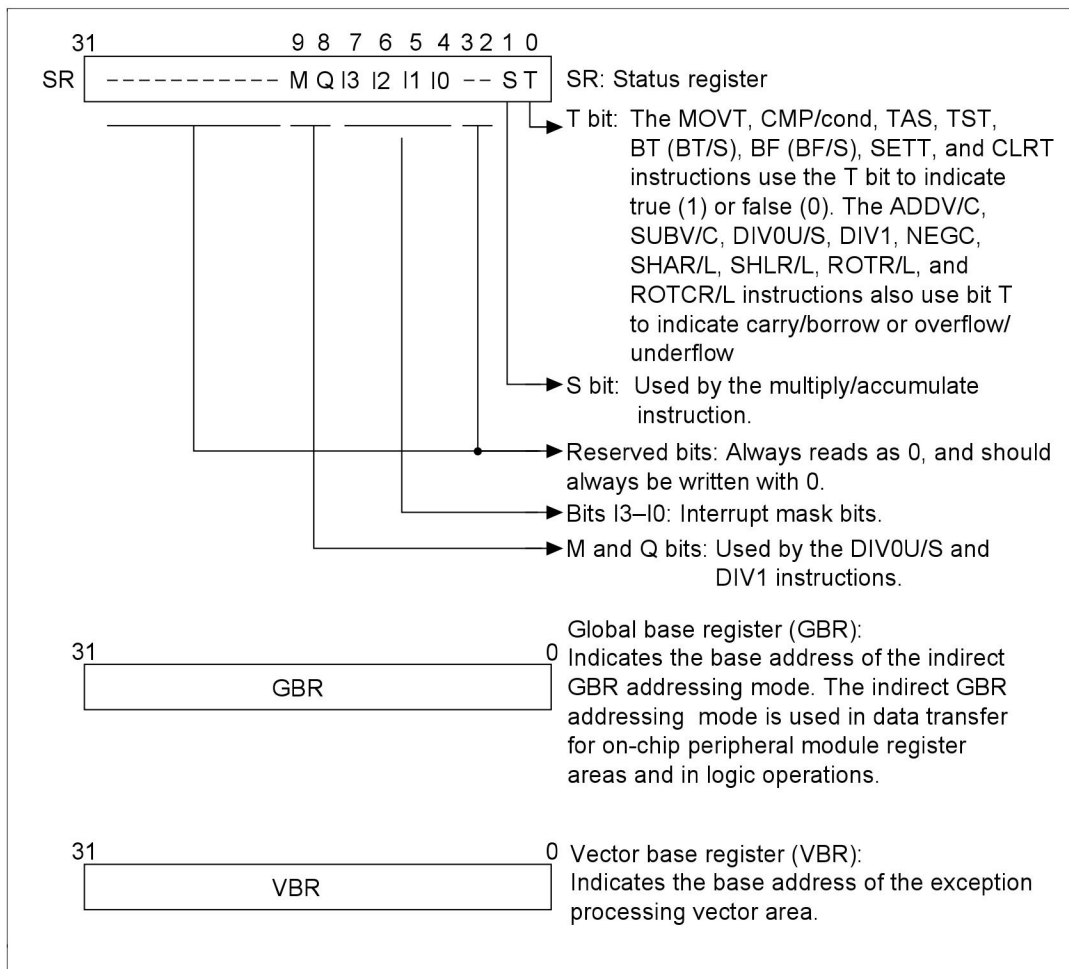 31 9 8 7 6 5 4 3 2 1 0
SR -------------- M Q I3 I2 I1 I0 -- S T SR: Status register
T bit: The MOVT, CMP/cond, TAS, TST,
BT (BT/S), BF (BF/S), SETT, and CLRT
instructions use the T bit to indicate
true (1) or false (0). The ADDV/C,
SUBV/C, DIV0U/S, DIV1, NEGC,
SHAR/L, SHLR/L, ROTR/L, and
ROTCR/L instructions also use bit T
to indicate carry/borrow or overflow/
underflow
S bit: Used by the multiply/accumulate
instruction.
Reserved bits: Always reads as 0, and should
always be written with 0.
Bits I3–I0: Interrupt mask bits.
M and Q bits: Used by the DIV0U/S and
DIV1 instructions.
31 0
GBR
Global base register (GBR):
Indicates the base address of the indirect
GBR addressing mode. The indirect GBR
addressing mode is used in data transfer
for on-chip peripheral module register
areas and in logic operations.
31 0
VBR
Vector base register (VBR):
Indicates the base address of the exception
processing vector area.